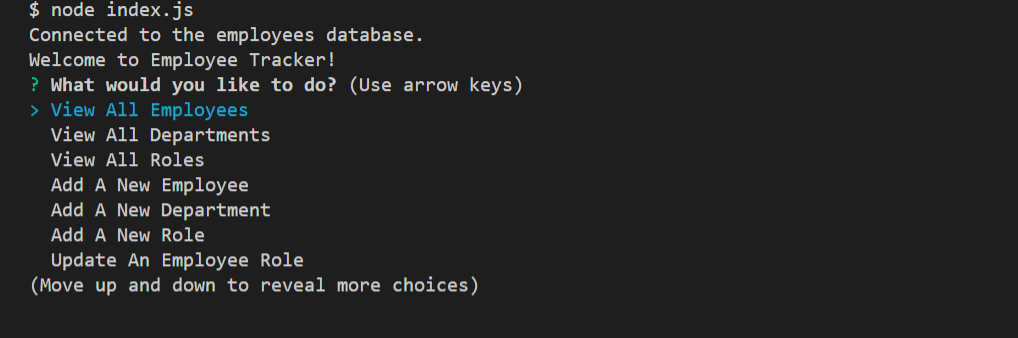 $ node index.js
Connected to the employees database.
Welcome to Employee Tracker!
? What would you like to do? (Use arrow keys)
> View All Employees
  View All Departments
  View All Roles
  Add A New Employee
  Add A New Department
  Add A New Role
  Update An Employee Role
(Move up and down to reveal more choices)